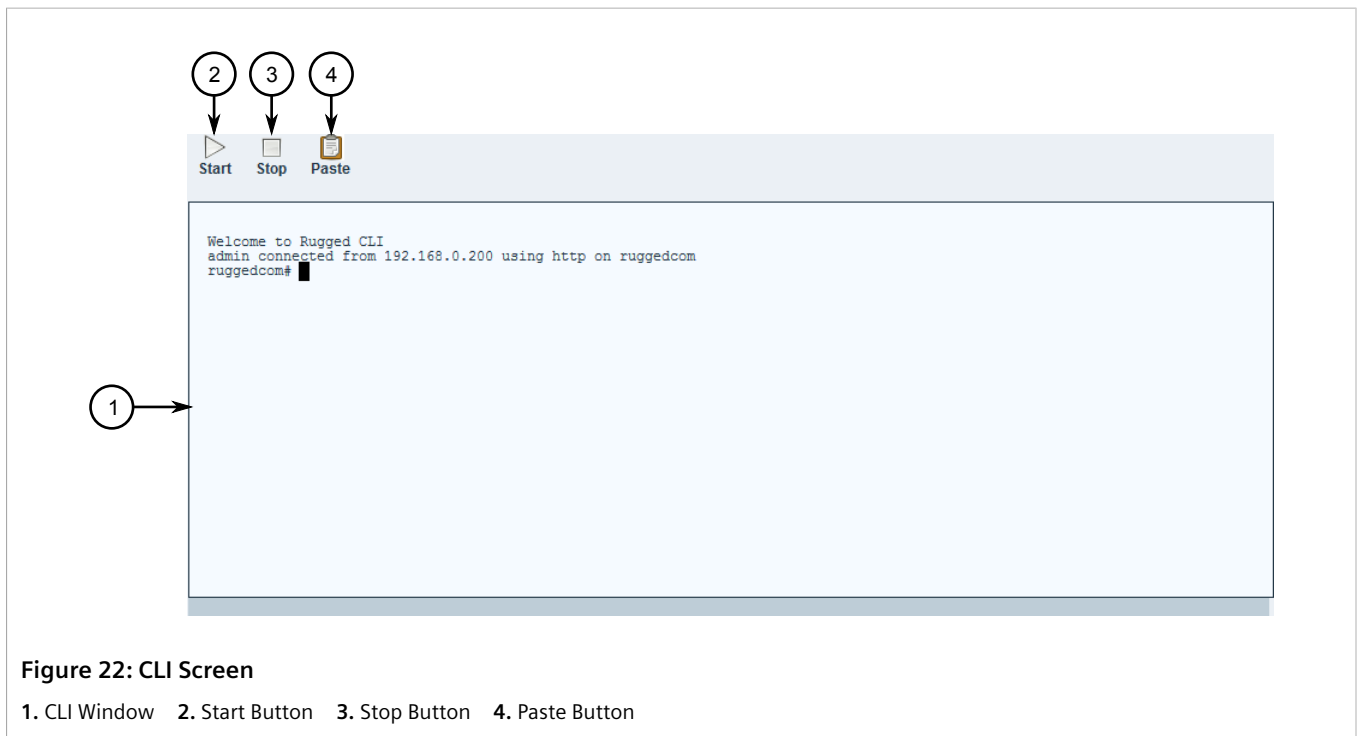 2 3 4
Start Stop Paste
Welcome to Rugged CLI
admin connected from 192.168.0.200 using http on ruggedcom
ruggedcom#
1
Figure 22: CLI Screen
1. CLI Window 2. Start Button 3. Stop Button 4. Paste Button